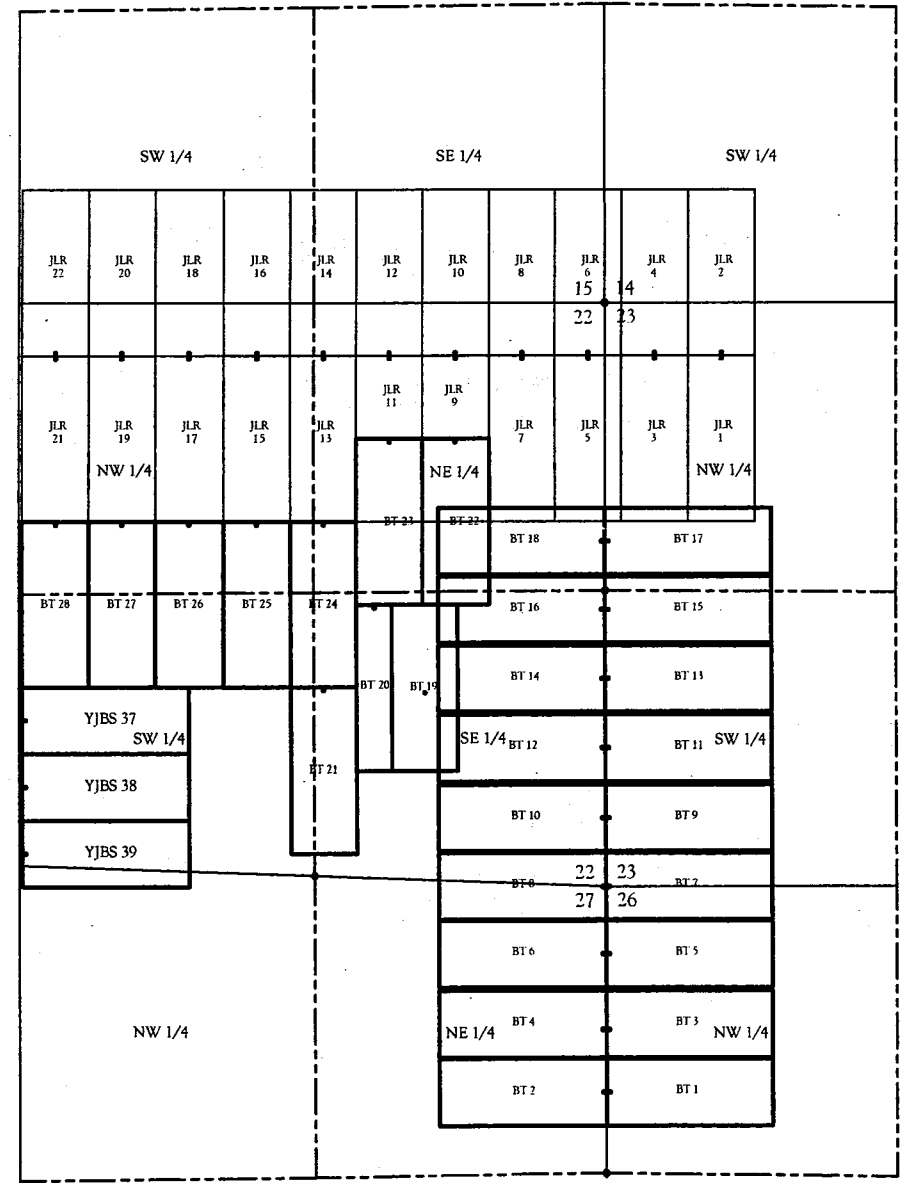 SW 1/4 SE 1/4 SW 1/4
JLR 22 JLR 20 JLR 18 JLR 16 JLR 14 JLR 12 JLR 10 JLR 8 JLR 6 JLR 4 JLR 2
15 14
22 23
JLR 11 JLR 9
JLR 21 JLR 19 JLR 17 JLR 15 JLR 13 JLR 7 JLR 5 JLR 3 JLR 1
NW 1/4 NE 1/4 NW 1/4
BT 23 BT 22
BT 18 BT 17
BT 28 BT 27 BT 26 BT 25 BT 24 BT 16 BT 15
BT 20 BT 19 BT 14 BT 13
YJBS 37
SW 1/4 SE 1/4 BT 12 BT 11 SW 1/4
BT 21
YJBS 38
BT 10 BT 9
YJBS 39
22 23
BT 8 BT 7
27 26
BT 6 BT 5
NW 1/4 NE 1/4 BT 4 BT 3 NW 1/4
BT 2 BT 1